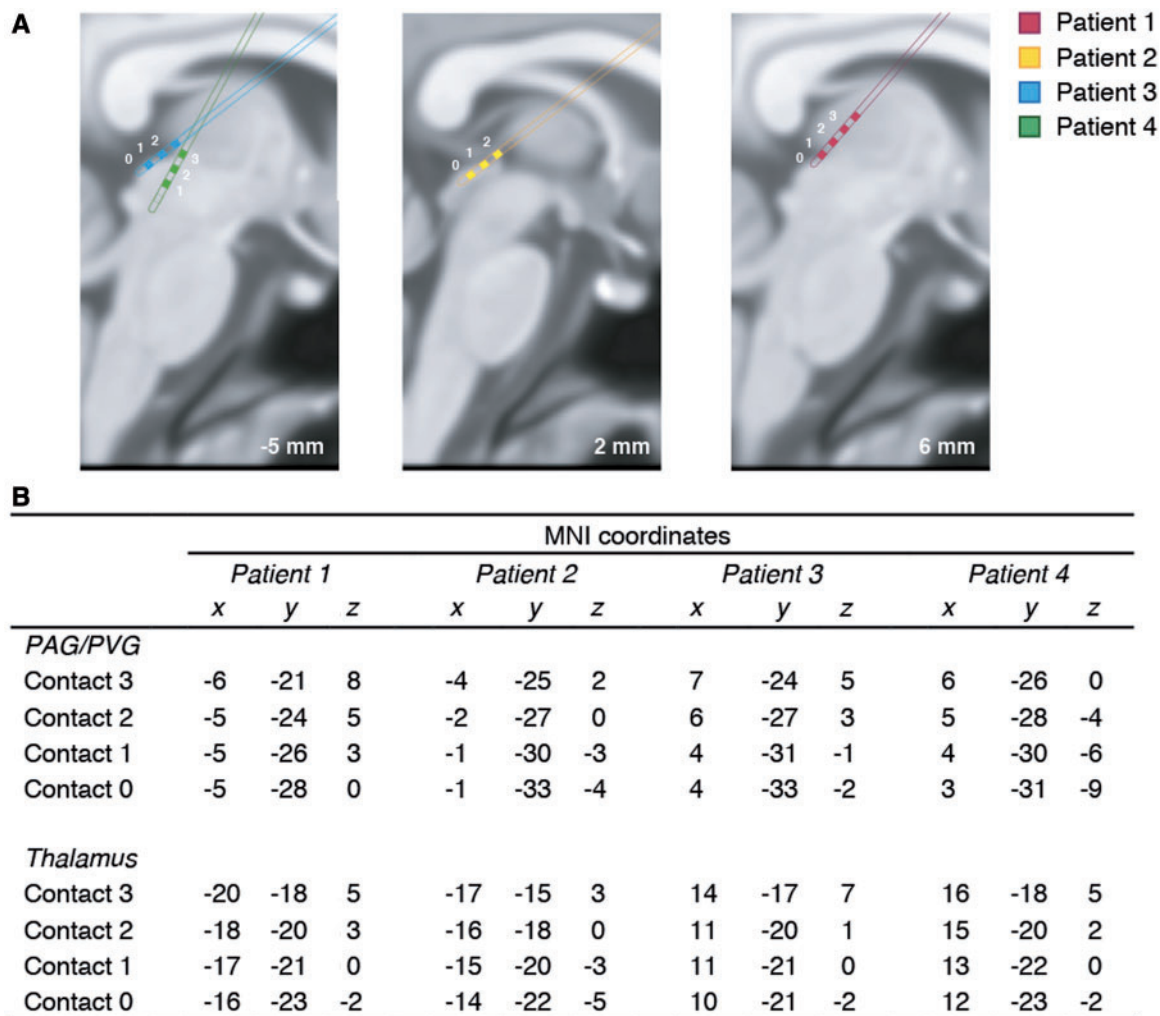 A
Patient 1
Patient 2
Patient 3
Patient 4
0 1 2
3
2
1
0 1 2
0 1 2 3
-5 mm
2 mm
6 mm
B
MNI coordinates
Patient 1 Patient 2 Patient 3 Patient 4
x y z x y z x y z x y z
PAG/PVG
Contact 3 -6 -21 8 -4 -25 2 7 -24 5 6 -26 0
Contact 2 -5 -24 5 -2 -27 0 6 -27 3 5 -28 -4
Contact 1 -5 -26 3 -1 -30 -3 4 -31 -1 4 -30 -6
Contact 0 -5 -28 0 -1 -33 -4 4 -33 -2 3 -31 -9
Thalamus
Contact 3 -20 -18 5 -17 -15 3 14 -17 7 16 -18 5
Contact 2 -18 -20 3 -16 -18 0 11 -20 1 15 -20 2
Contact 1 -17 -21 0 -15 -20 -3 11 -21 0 13 -22 0
Contact 0 -16 -23 -2 -14 -22 -5 10 -21 -2 12 -23 -2